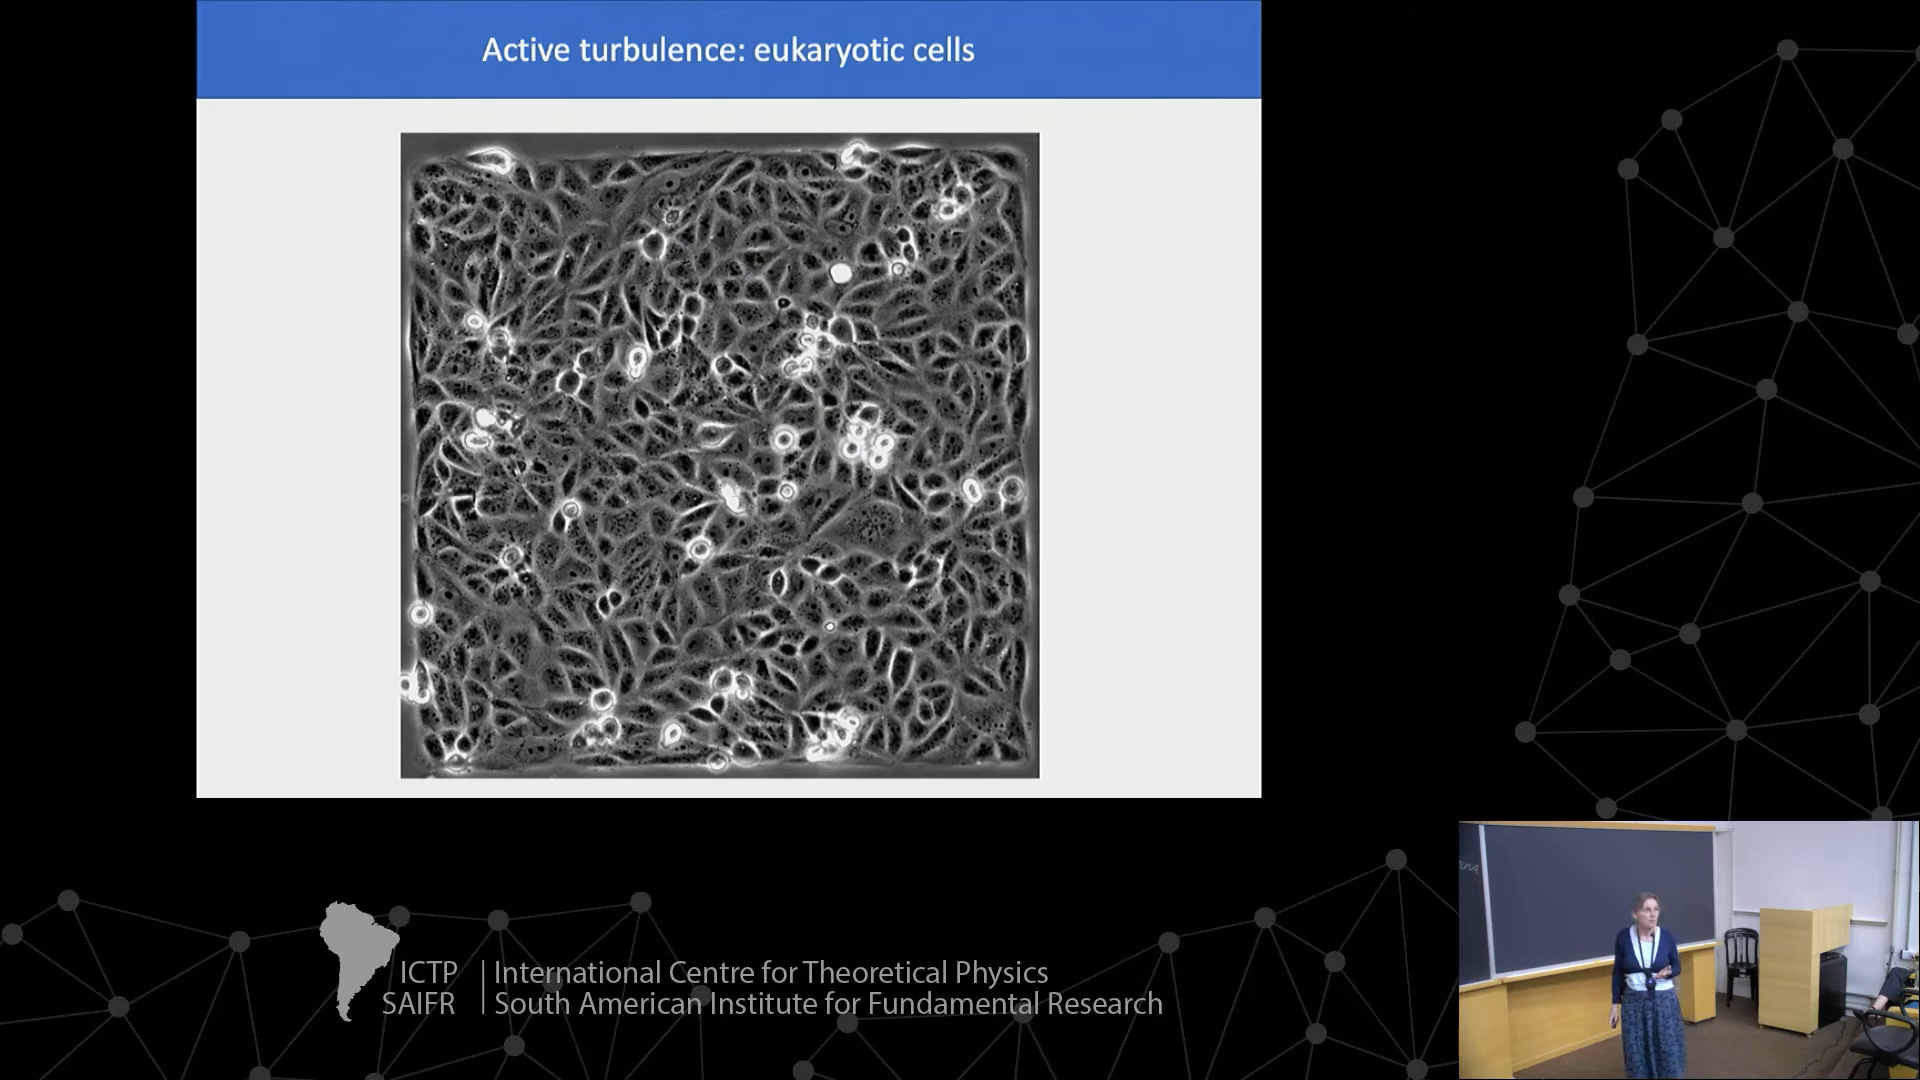 Active turbulence: eukaryotic cells
ICTP
SAIFR
International Centre for Theoretical Physics
South American Institute for Fundamental Research